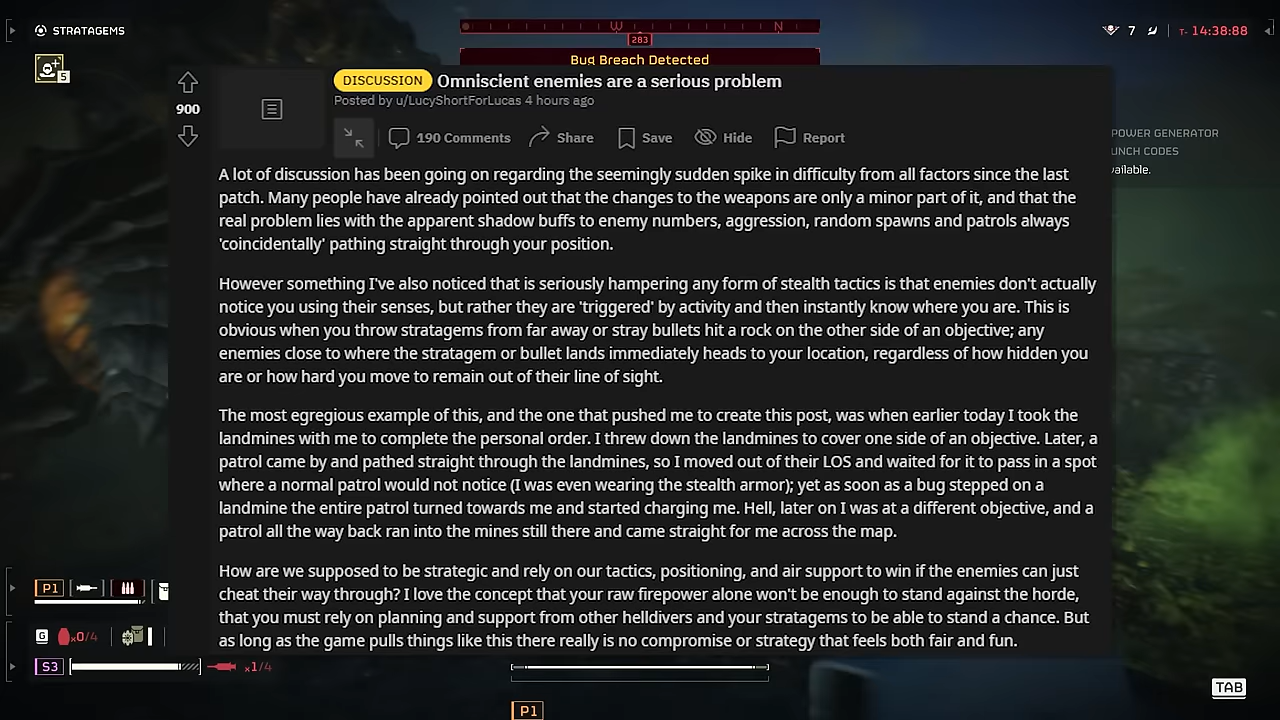 STRATAGEMS
5
W
N
283
Bug Breach Detected
7
T- 14:38:88
900
DISCUSSION Omniscient enemies are a serious problem
Posted by u/LucyShortForLucas 4 hours ago
190 Comments Share Save Hide Report
POWER GENERATOR
UNCH CODES
vailable.
A lot of discussion has been going on regarding the seemingly sudden spike in difficulty from all factors since the last
patch. Many people have already pointed out that the changes to the weapons are only a minor part of it, and that the
real problem lies with the apparent shadow buffs to enemy numbers, aggression, random spawns and patrols always
'coincidentally' pathing straight through your position.
However something I've also noticed that is seriously hampering any form of stealth tactics is that enemies don't actually
notice you using their senses, but rather they are 'triggered' by activity and then instantly know where you are. This is
obvious when you throw stratagems from far away or stray bullets hit a rock on the other side of an objective; any
enemies close to where the stratagem or bullet lands immediately heads to your location, regardless of how hidden you
are or how hard you move to remain out of their line of sight.
The most egregious example of this, and the one that pushed me to create this post, was when earlier today I took the
landmines with me to complete the personal order. I threw down the landmines to cover one side of an objective. Later, a
patrol came by and pathed straight through the landmines, so I moved out of their LOS and waited for it to pass in a spot
where a normal patrol would not notice (I was even wearing the stealth armor); yet as soon as a bug stepped on a
landmine the entire patrol turned towards me and started charging me. Hell, later on I was at a different objective, and a
patrol all the way back ran into the mines still there and came straight for me across the map.
How are we supposed to be strategic and rely on our tactics, positioning, and air support to win if the enemies can just
cheat their way through? I love the concept that your raw firepower alone won't be enough to stand against the horde,
that you must rely on planning and support from other helldivers and your stratagems to be able to stand a chance. But
as long as the game pulls things like this there really is no compromise or strategy that feels both fair and fun.
P1
G x0/4
S3 x1/4
TAB
P1